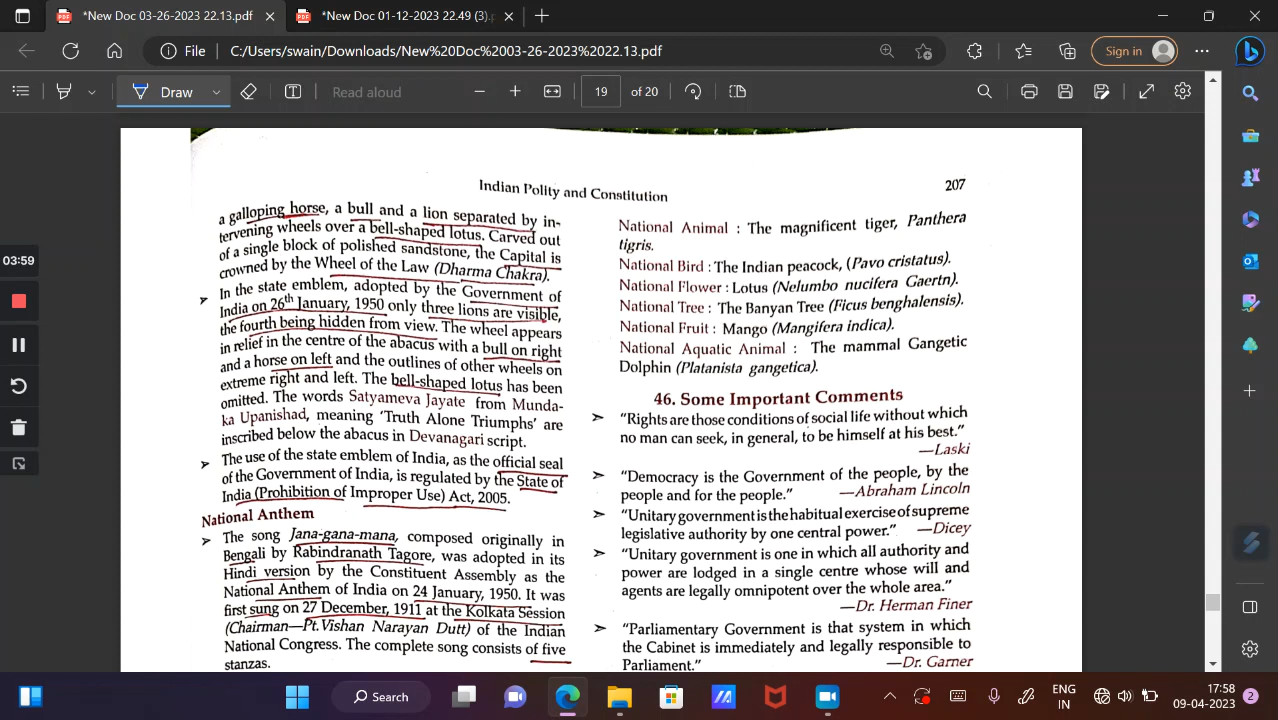 *New Doc 03-26-2023 22.13.pdf
*New Doc 01-12-2023 22.49 (3).p
File
C:/Users/swain/Downloads/New%20Doc%2003-26-2023%2022.13.pdf
Sign in
Draw
Read aloud
19
of 20
Indian Polity and Constitution
207
a galloping horse, a bull and a lion separated by in-
tervening wheels over a bell-shaped lotus. Carved out
of a single block of polished sandstone, the Capital is
crowned by the Wheel of the Law (Dharma Chakra).
➢ In the state emblem, adopted by the Government of
India on 26th January, 1950 only three lions are visible,
the fourth being hidden from view. The wheel appears
in relief in the centre of the abacus with a bull on right
and a horse on left and the outlines of other wheels on
extreme right and left. The bell-shaped lotus has been
omitted. The words Satyameva Jayate from Munda-
ka Upanishad, meaning 'Truth Alone Triumphs' are
inscribed below the abacus in Devanagari script.
➢ The use of the state emblem of India, as the official seal
of the Government of India, is regulated by the State of
India (Prohibition of Improper Use) Act, 2005.
National Anthem
➢ The song Jana-gana-mana, composed originally in
Bengali by Rabindranath Tagore, was adopted in its
Hindi version by the Constituent Assembly as the
National Anthem of India on 24 January, 1950. It was
first sung on 27 December, 1911 at the Kolkata Session
(Chairman—Pt.Vishan Narayan Dutt) of the Indian
National Congress. The complete song consists of five
stanzas.
National Animal : The magnificent tiger, Panthera
tigris.
National Bird : The Indian peacock, (Pavo cristatus).
National Flower : Lotus (Nelumbo nucifera Gaertn).
National Tree : The Banyan Tree (Ficus benghalensis).
National Fruit : Mango (Mangifera indica).
National Aquatic Animal : The mammal Gangetic
Dolphin (Platanista gangetica).
46. Some Important Comments
➢ "Rights are those conditions of social life without which
no man can seek, in general, to be himself at his best."
—Laski
➢ "Democracy is the Government of the people, by the
people and for the people." —Abraham Lincoln
➢ "Unitary government is the habitual exercise of supreme
legislative authority by one central power." —Dicey
➢ "Unitary government is one in which all authority and
power are lodged in a single centre whose will and
agents are legally omnipotent over the whole area."
—Dr. Herman Finer
➢ "Parliamentary Government is that system in which
the Cabinet is immediately and legally responsible to
Parliament." —Dr. Garner
03:59
Search
ENG
IN
17:58
09-04-2023
2